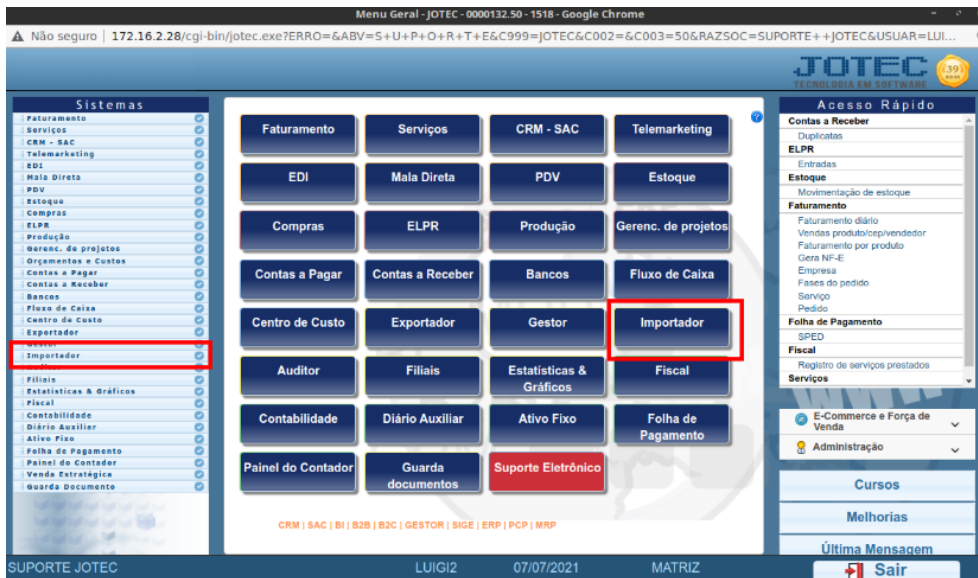 Menu Geral - JOTEC - 0000132.50 - 1518 - Google Chrome
Não seguro | 172.16.2.28/cgi-bin/jotec.exe?ERRO=&ABV=S+U+P+O+R+T+E&C999=JOTEC&C002=&C003=50&RAZSOC=SUPORTE++JOTEC&USUAR=LUI...
JOTEC
TECNOLOGIA EM SOFTWARE
39
Sistemas
Faturamento
Serviços
CRM - SAC
Telemarketing
EDI
Mala Direta
PDV
Estoque
Compras
ELPR
Produção
Gerenc. de projetos
Orçamentos e Custos
Contas a Pagar
Contas a Receber
Bancos
Fluxo de Caixa
Centro de Custo
Exportador
Gestor
Importador
Auditor
Filiais
Estatísticas & Gráficos
Fiscal
Contabilidade
Diário Auxiliar
Ativo Fixo
Folha de Pagamento
Painel do Contador
Venda Estratégica
Guarda Documento
Faturamento Serviços CRM - SAC Telemarketing
EDI Mala Direta PDV Estoque
Compras ELPR Produção Gerenc. de projetos
Contas a Pagar Contas a Receber Bancos Fluxo de Caixa
Centro de Custo Exportador Gestor Importador
Auditor Filiais Estatísticas & Fiscal
Gráficos
Contabilidade Diário Auxiliar Ativo Fixo Folha de
Pagamento
Painel do Contador Guarda Suporte Eletrônico
documentos
CRM | SAC | BI | B2B | B2C | GESTOR | SIGE | ERP | PCP | MRP
?
Acesso Rápido
Contas a Receber
Duplicatas
ELPR
Entradas
Estoque
Movimentação de estoque
Faturamento
Faturamento diário
Vendas produto/cep/vendedor
Faturamento por produto
Gera NF-E
Empresa
Fases do pedido
Serviço
Pedido
Folha de Pagamento
SPED
Fiscal
Registro de serviços prestados
Serviços
E-Commerce e Força de
Venda
Administração
Cursos
Melhorias
Última Mensagem
SUPORTE JOTEC LUIGI2 07/07/2021 MATRIZ Sair